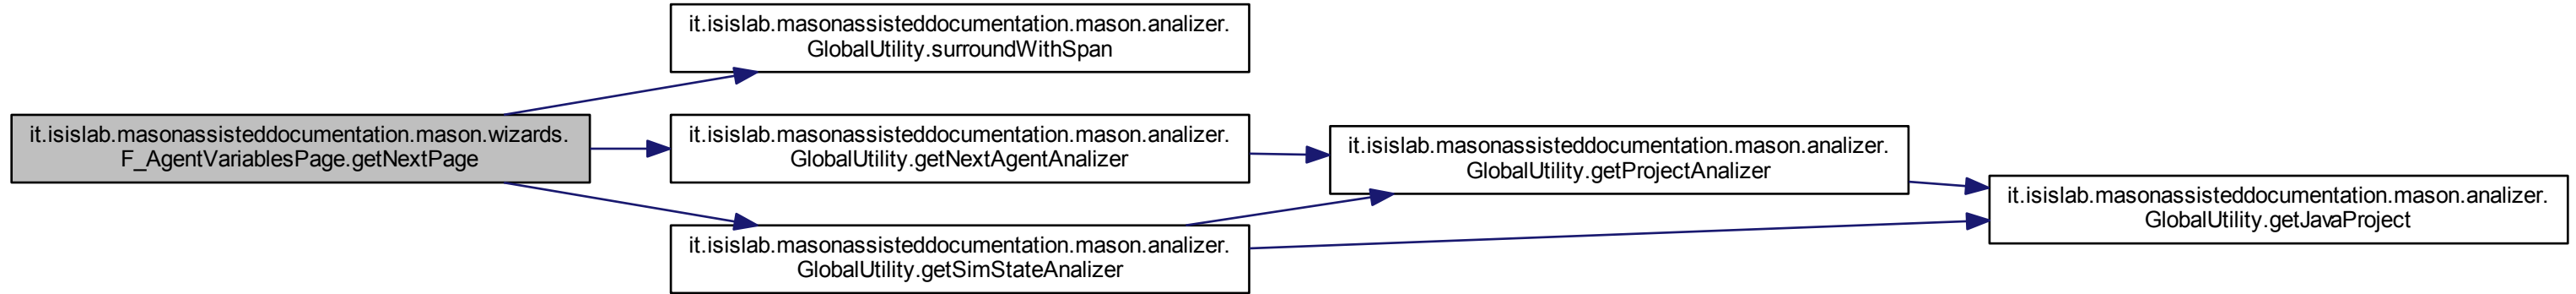 it.isislab.masonassisteddocumentation.mason.analizer.
GlobalUtility.surroundWithSpan
it.isislab.masonassisteddocumentation.mason.wizards.
F_AgentVariablesPage.getNextPage
it.isislab.masonassisteddocumentation.mason.analizer.
GlobalUtility.getNextAgentAnalizer
it.isislab.masonassisteddocumentation.mason.analizer.
GlobalUtility.getProjectAnalizer
it.isislab.masonassisteddocumentation.mason.analizer.
GlobalUtility.getJavaProject
it.isislab.masonassisteddocumentation.mason.analizer.
GlobalUtility.getSimStateAnalizer